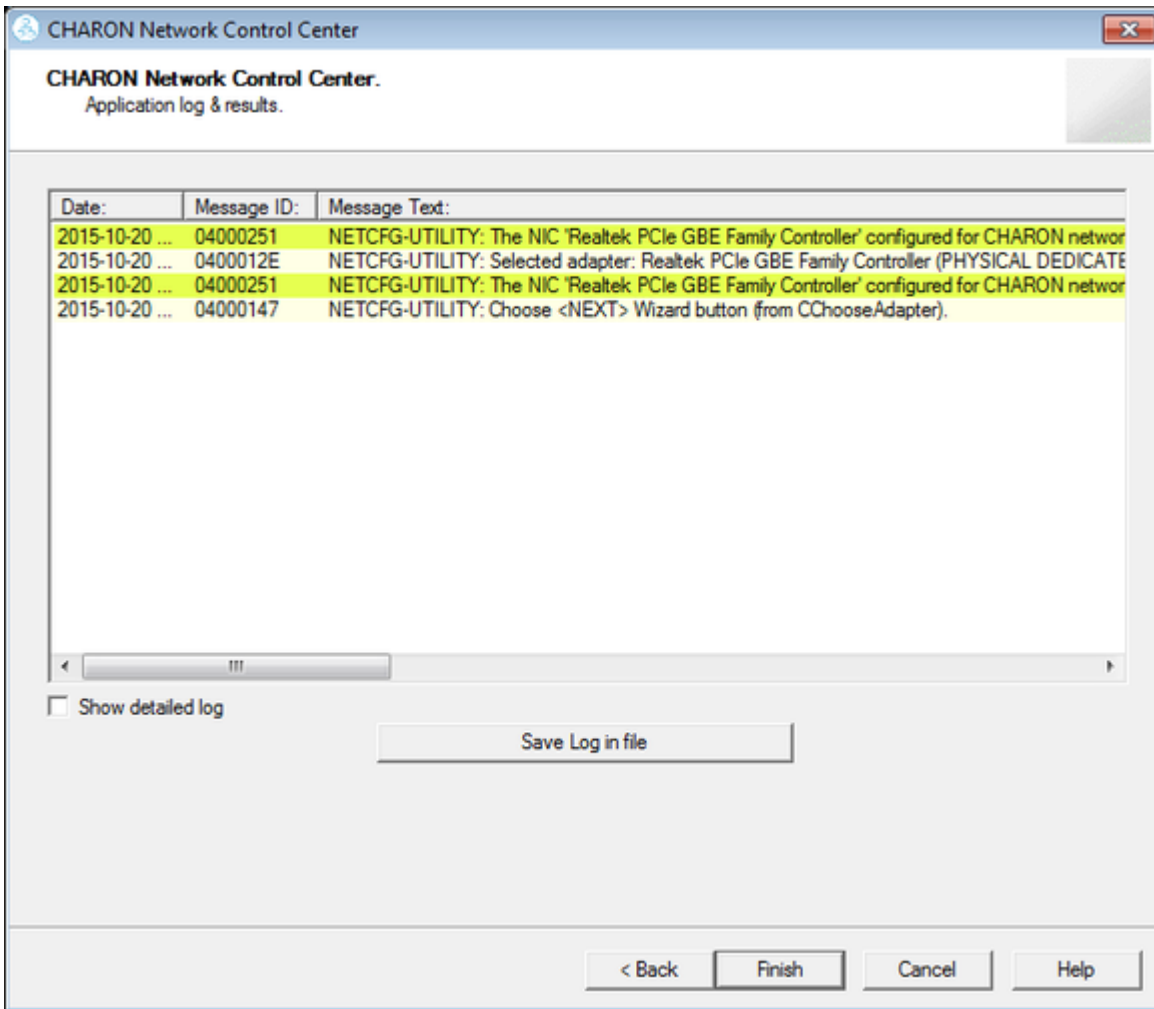 CHARON Network Control Center
CHARON Network Control Center.
Application log & results.
Date: Message ID: Message Text:
2015-10-20 ... 04000251 NETCFG-UTILITY: The NIC 'Realtek PCIe GBE Family Controller' configured for CHARON networ
2015-10-20 ... 0400012E NETCFG-UTILITY: Selected adapter: Realtek PCIe GBE Family Controller (PHYSICAL DEDICATE
2015-10-20 ... 04000251 NETCFG-UTILITY: The NIC 'Realtek PCIe GBE Family Controller' configured for CHARON networ
2015-10-20 ... 04000147 NETCFG-UTILITY: Choose <NEXT> Wizard button (from CChooseAdapter).
Show detailed log
Save Log in file
< Back Finish Cancel Help